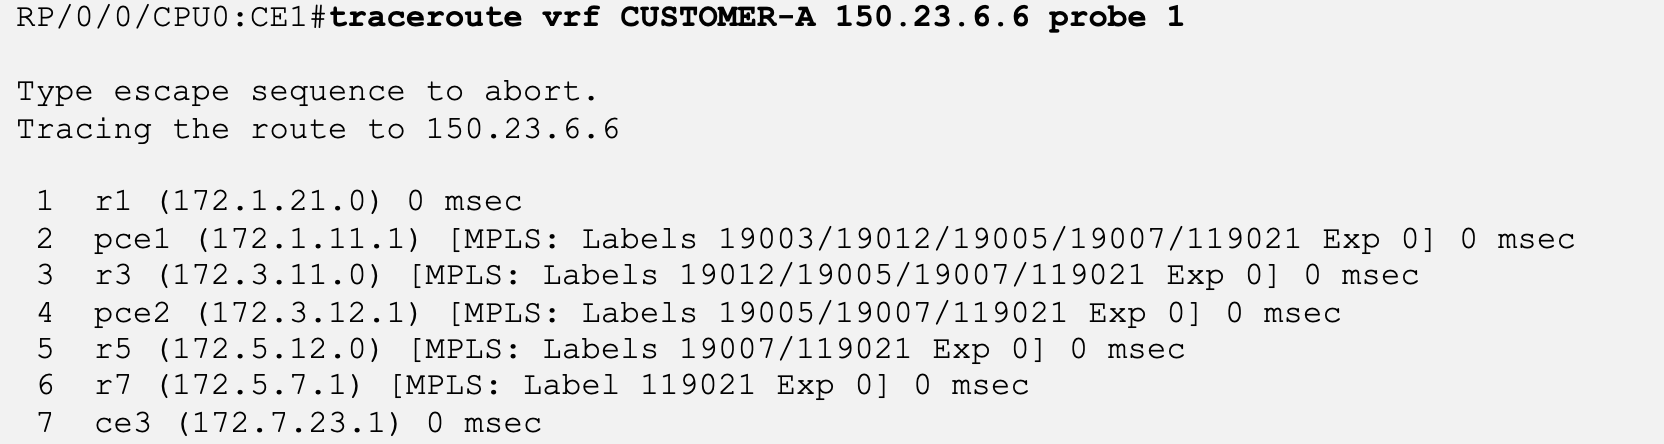 RP/0/0/CPU0:CE1#traceroute vrf CUSTOMER-A 150.23.6.6 probe 1
Type escape sequence to abort.
Tracing the route to 150.23.6.6
1 r1 (172.1.21.0) 0 msec
2 pce1 (172.1.11.1) [MPLS: Labels 19003/19012/19005/19007/119021 Exp 0] 0 msec
3 r3 (172.3.11.0) [MPLS: Labels 19012/19005/19007/119021 Exp 0] 0 msec
4 pce2 (172.3.12.1) [MPLS: Labels 19005/19007/119021 Exp 0] 0 msec
5 r5 (172.5.12.0) [MPLS: Labels 19007/119021 Exp 0] 0 msec
6 r7 (172.5.7.1) [MPLS: Label 119021 Exp 0] 0 msec
7 ce3 (172.7.23.1) 0 msec